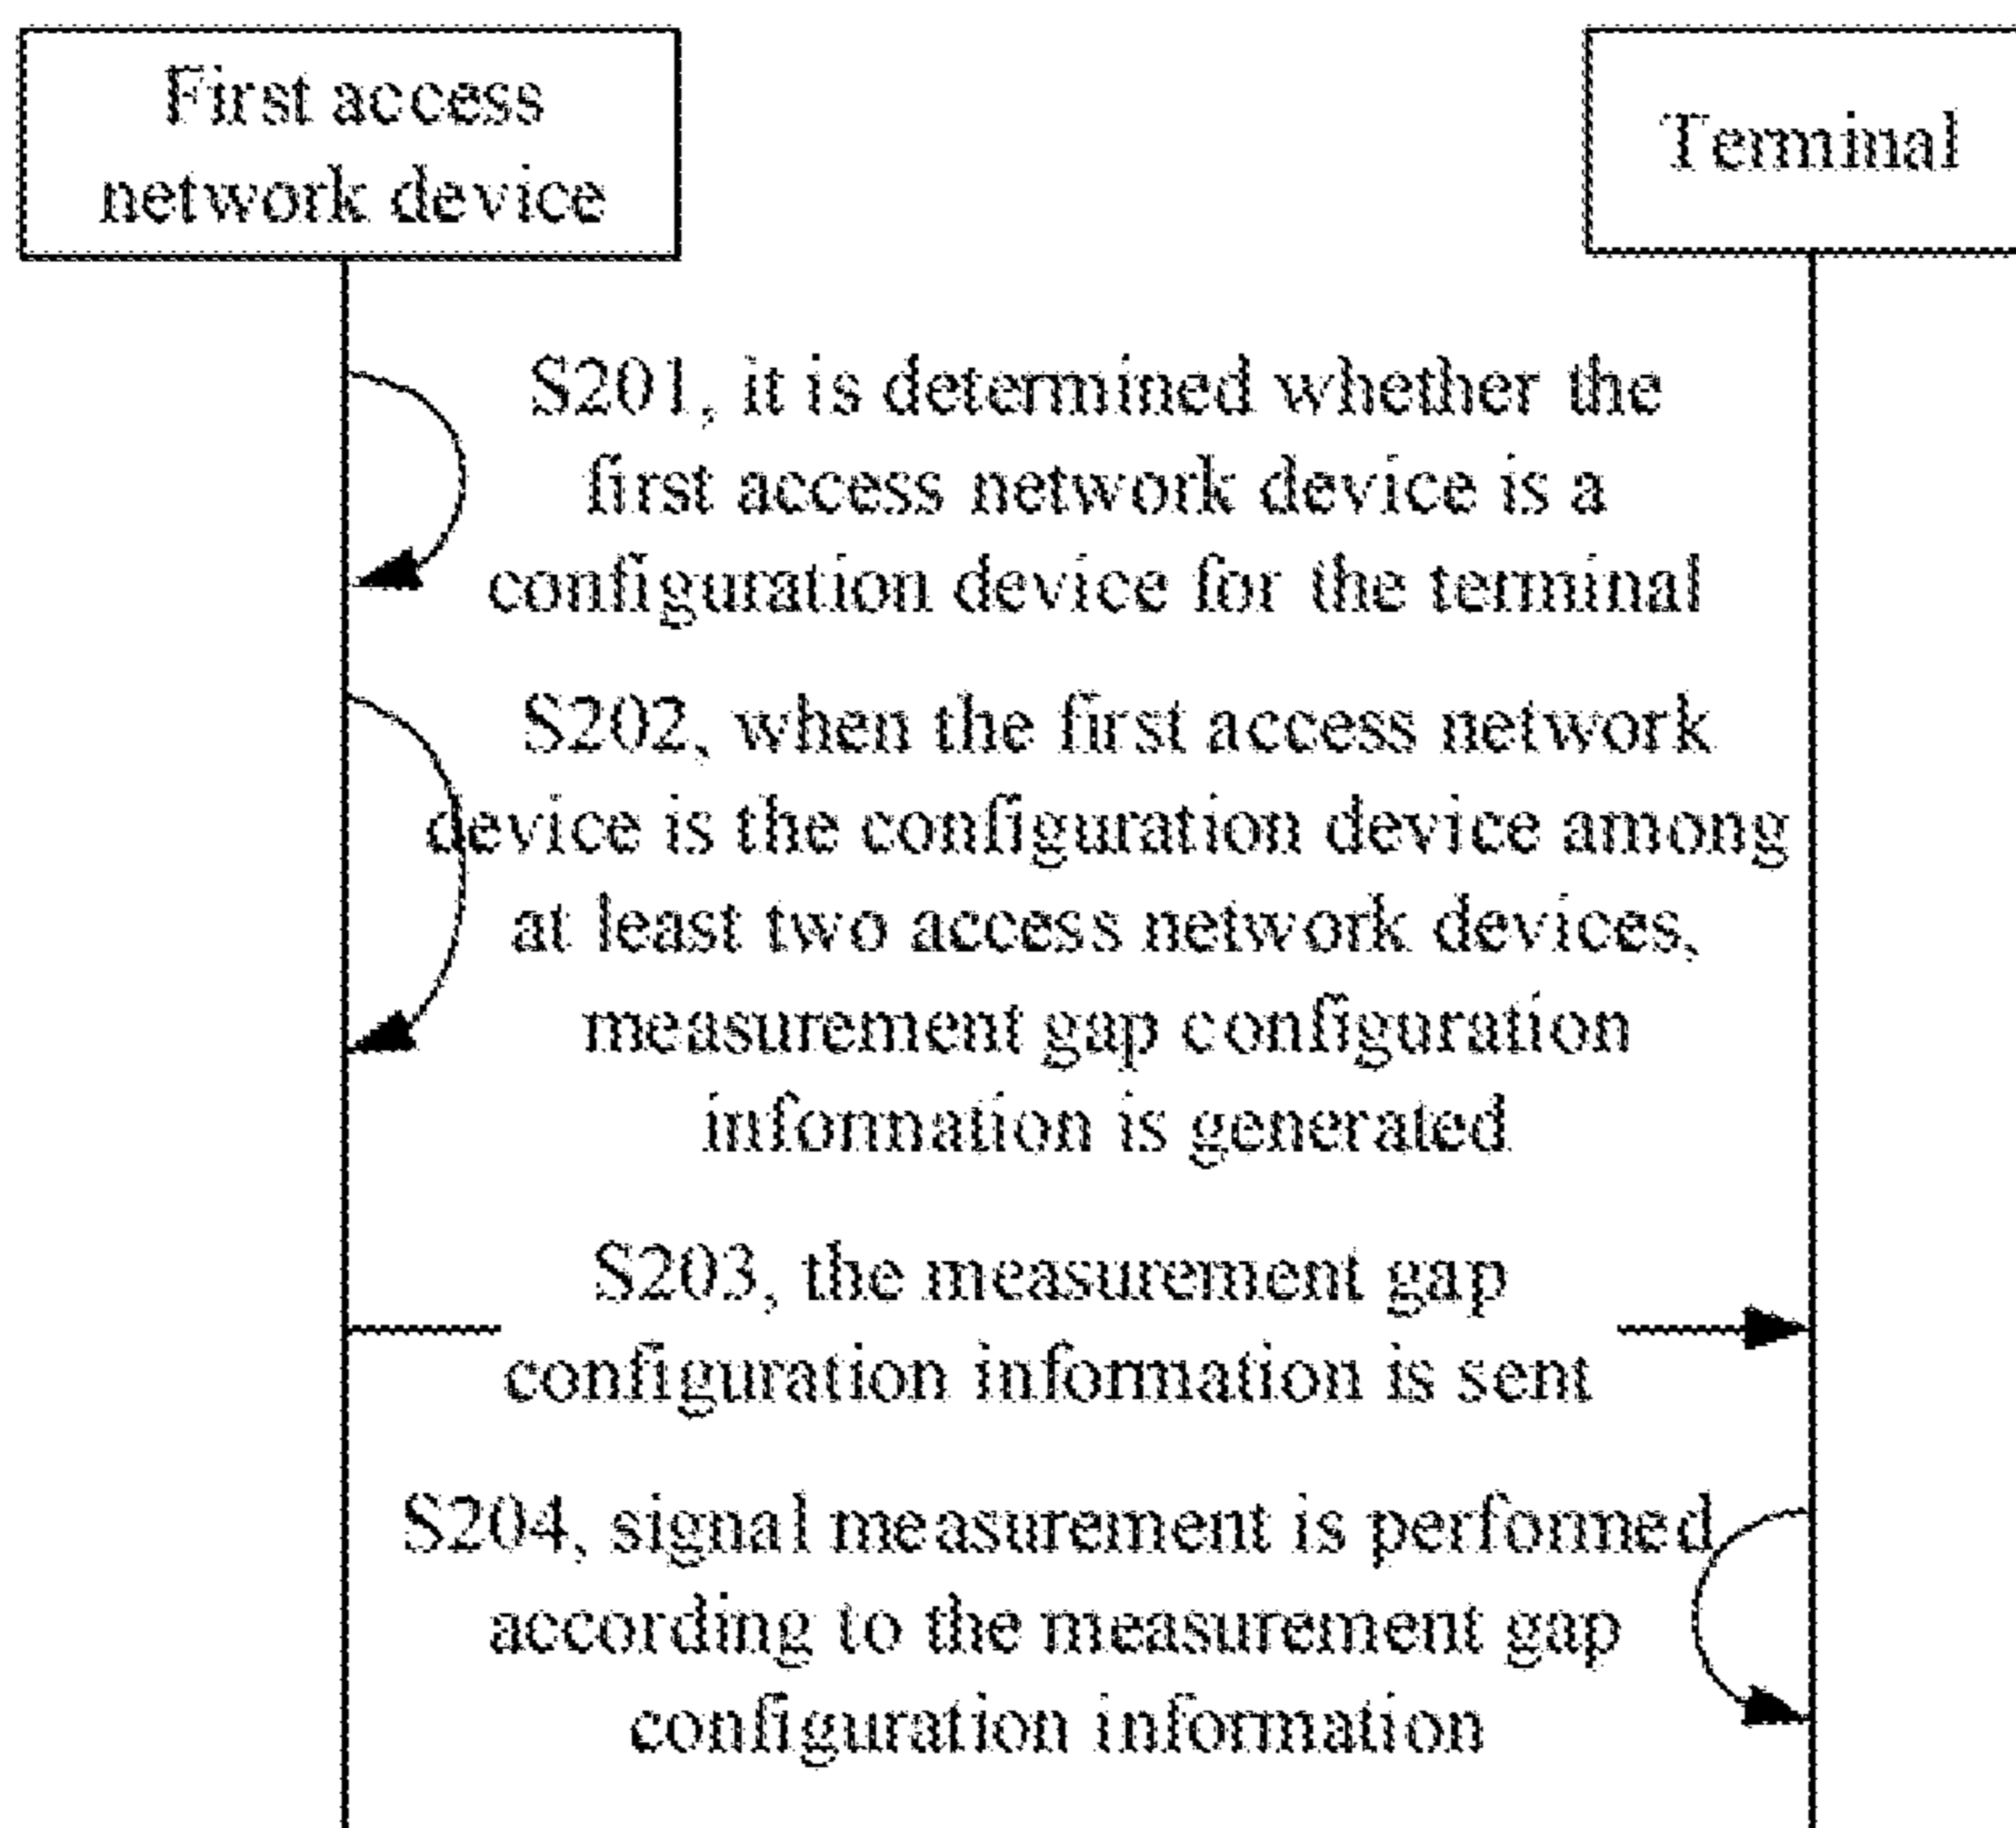 First access
network device
Terminal
S201, it is determined whether the
first access network device is a
configuration device for the terminal
S202, when the first access network
device is the configuration device among
at least two access network devices,
measurement gap configuration
information is generated
S203, the measurement gap
configuration information is sent
S204, signal measurement is performed
according to the measurement gap
configuration information